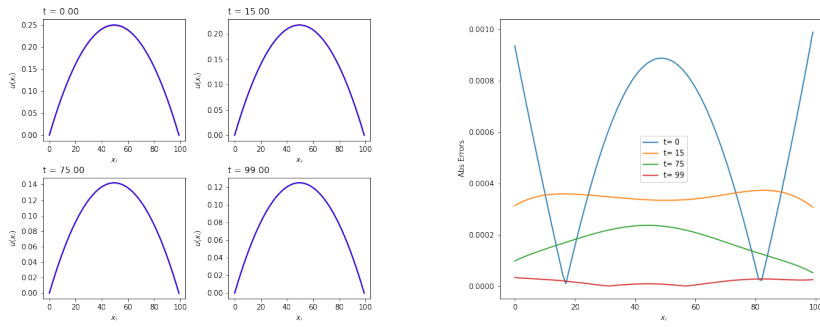 t = 0.00
0.25
0.20
0.15
0.10
0.05
0.00
u(xᵢ)
0 20 40 60 80 100
xᵢ
t = 15.00
0.20
0.15
0.10
0.05
0.00
u(xᵢ)
0 20 40 60 80 100
xᵢ
t = 75.00
0.14
0.12
0.10
0.08
0.06
0.04
0.02
0.00
u(xᵢ)
0 20 40 60 80 100
xᵢ
t = 99.00
0.12
0.10
0.08
0.06
0.04
0.02
0.00
u(xᵢ)
0 20 40 60 80 100
xᵢ
0.0010
0.0008
0.0006
0.0004
0.0002
0.0000
Abs Errors
t= 0
t= 15
t= 75
t= 99
0 20 40 60 80 100
xᵢ